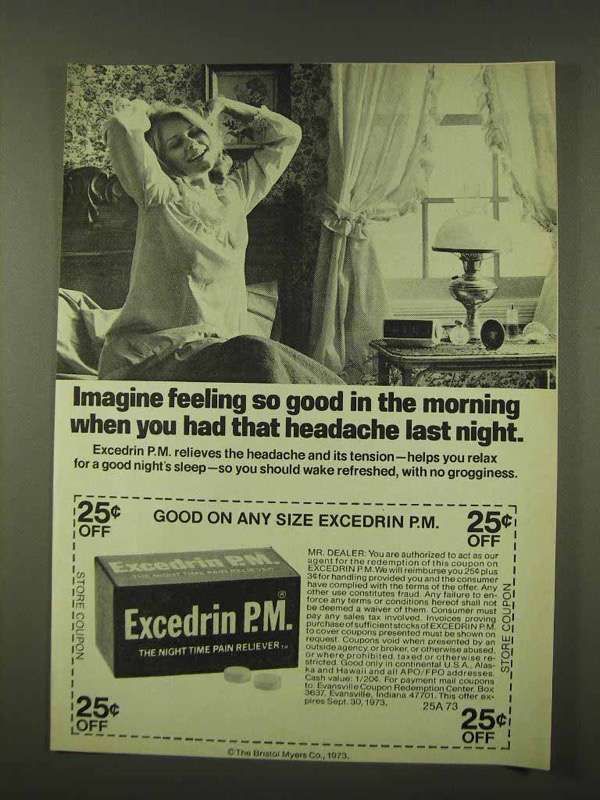 Imagine feeling so good in the morning
when you had that headache last night.
Excedrin P.M. relieves the headache and its tension—helps you relax
for a good night's sleep—so you should wake refreshed, with no grogginess.
25¢ OFF
GOOD ON ANY SIZE EXCEDRIN P.M.
25¢ OFF
STORE COUPON
Excedrin P.M.
THE NIGHT TIME PAIN RELIEVER
Excedrin P.M.®
THE NIGHT TIME PAIN RELIEVER™
MR. DEALER: You are authorized to act as our
agent for the redemption of this coupon on
EXCEDRIN P.M. We will reimburse you 25¢ plus
3¢ for handling provided you and the consumer
have complied with the terms of the offer. Any
other use constitutes fraud. Any failure to en-
force any terms or conditions hereof shall not
be deemed a waiver of them. Consumer must
pay any sales tax involved. Invoices proving
purchase of sufficient stocks of EXCEDRIN P.M.
to cover coupons presented must be shown on
request. Coupons void when presented by an
outside agency or broker, or otherwise abused,
or where prohibited, taxed or otherwise re-
stricted. Good only in continental U.S.A., Alas-
ka and Hawaii and all APO/FPO addresses.
Cash value: 1/20¢. For payment mail coupons
to: Evansville Coupon Redemption Center, Box
3637, Evansville, Indiana 47701. This offer ex-
pires Sept. 30, 1973.
25A 73
STORE COUPON
25¢ OFF
25¢ OFF
©The Bristol Myers Co., 1973.